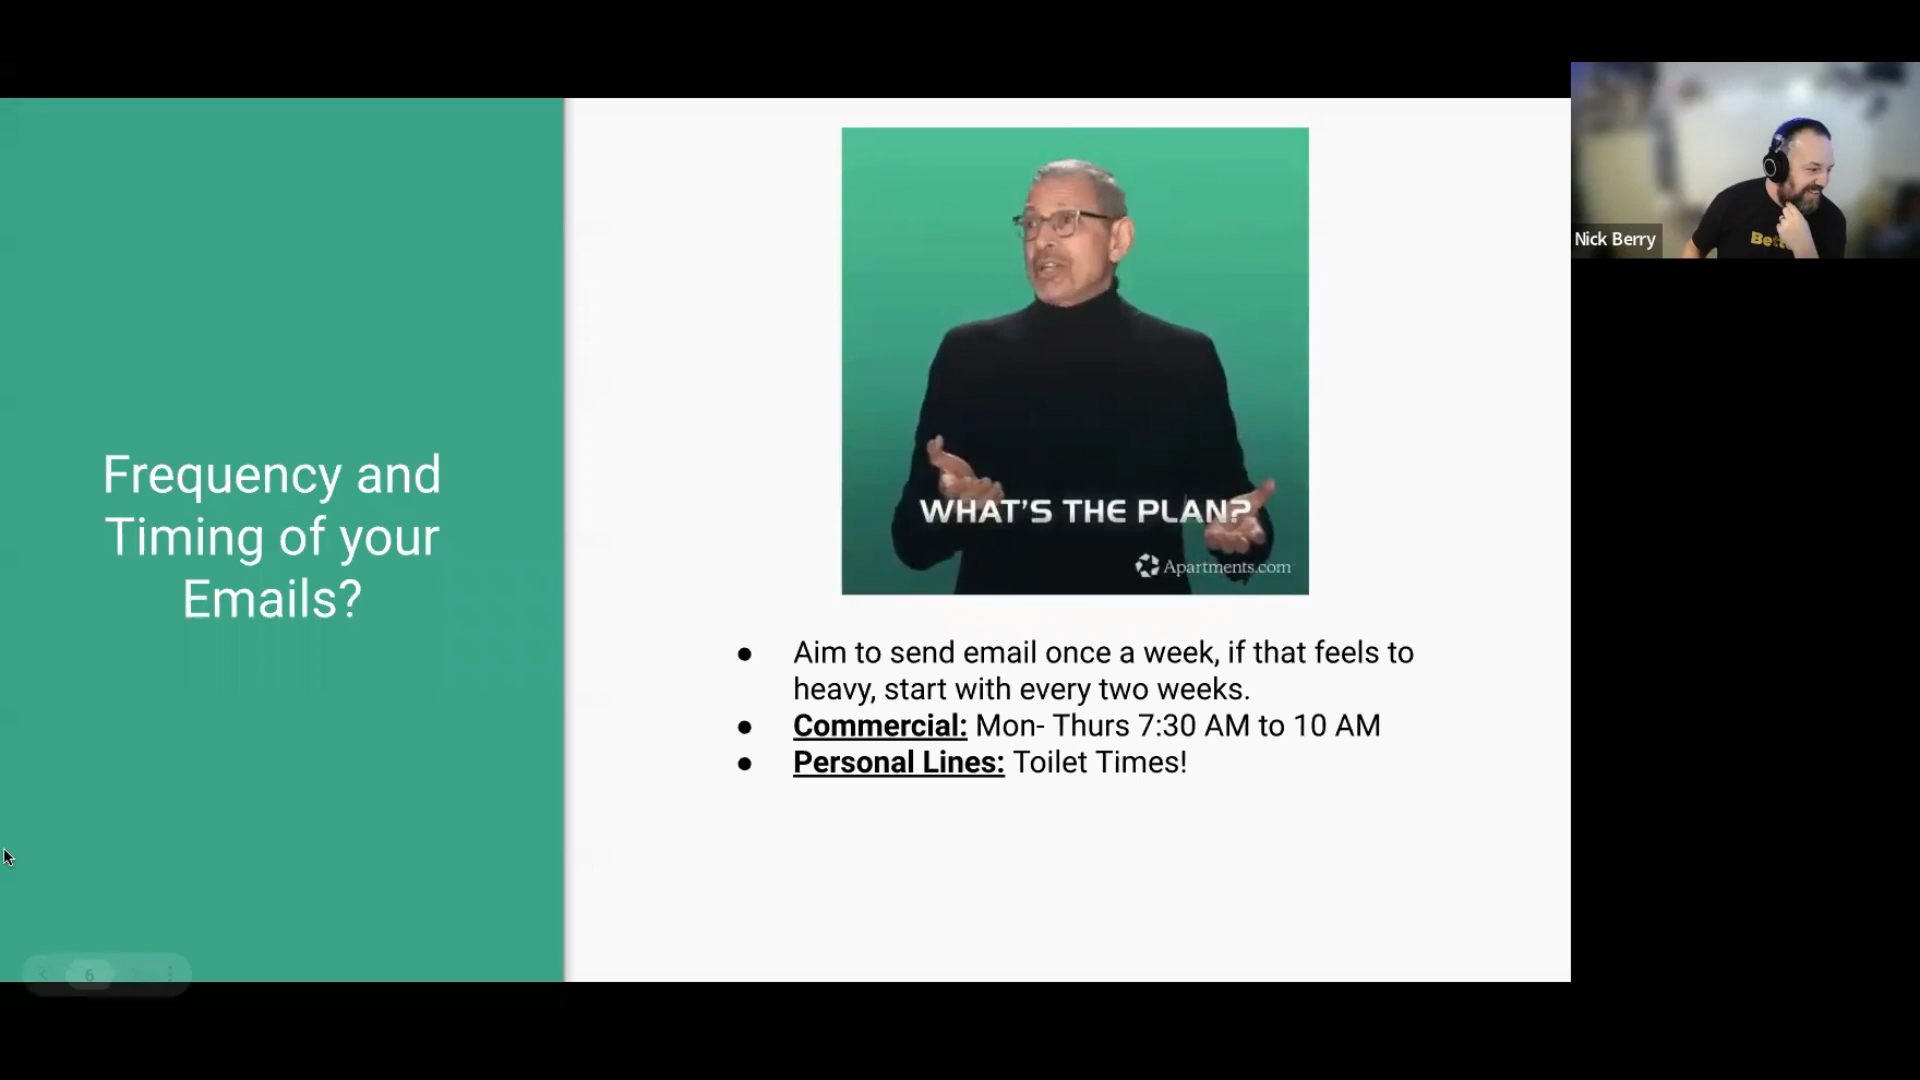 Frequency and
Timing of your
Emails?
WHAT'S THE PLAN?
Apartments.com
● Aim to send email once a week, if that feels to
heavy, start with every two weeks.
● Commercial: Mon- Thurs 7:30 AM to 10 AM
● Personal Lines: Toilet Times!
Nick Berry
6